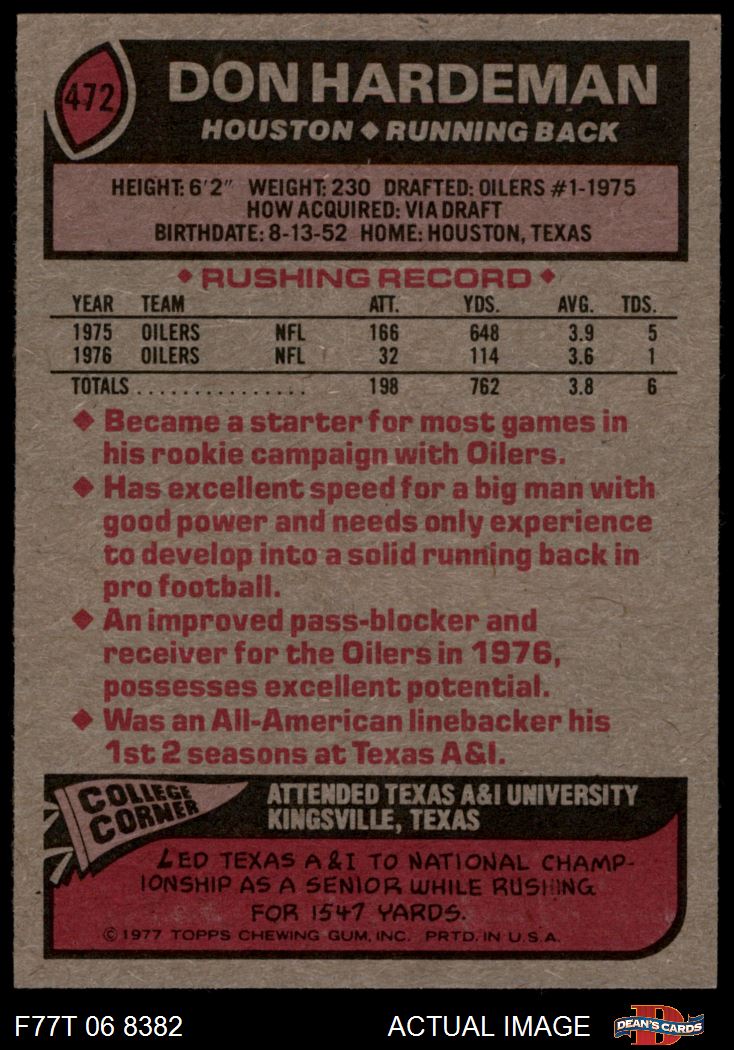 472
DON HARDEMAN
HOUSTON ◆ RUNNING BACK
HEIGHT: 6'2" WEIGHT: 230 DRAFTED: OILERS #1-1975
HOW ACQUIRED: VIA DRAFT
BIRTHDATE: 8-13-52 HOME: HOUSTON, TEXAS
◆ RUSHING RECORD ◆
YEAR TEAM ATT. YDS. AVG. TDS.
1975 OILERS NFL 166 648 3.9 5
1976 OILERS NFL 32 114 3.6 1
TOTALS ............... 198 762 3.8 6
◆ Became a starter for most games in
his rookie campaign with Oilers.
◆ Has excellent speed for a big man with
good power and needs only experience
to develop into a solid running back in
pro football.
◆ An improved pass-blocker and
receiver for the Oilers in 1976,
possesses excellent potential.
◆ Was an All-American linebacker his
1st 2 seasons at Texas A&I.
COLLEGE
CORNER
ATTENDED TEXAS A&I UNIVERSITY
KINGSVILLE, TEXAS
LED TEXAS A & I TO NATIONAL CHAMP-
IONSHIP AS A SENIOR WHILE RUSHING
FOR 1547 YARDS.
© 1977 TOPPS CHEWING GUM, INC. PRTD. IN U.S.A.
F77T 06 8382 ACTUAL IMAGE
D
DEAN'S CARDS